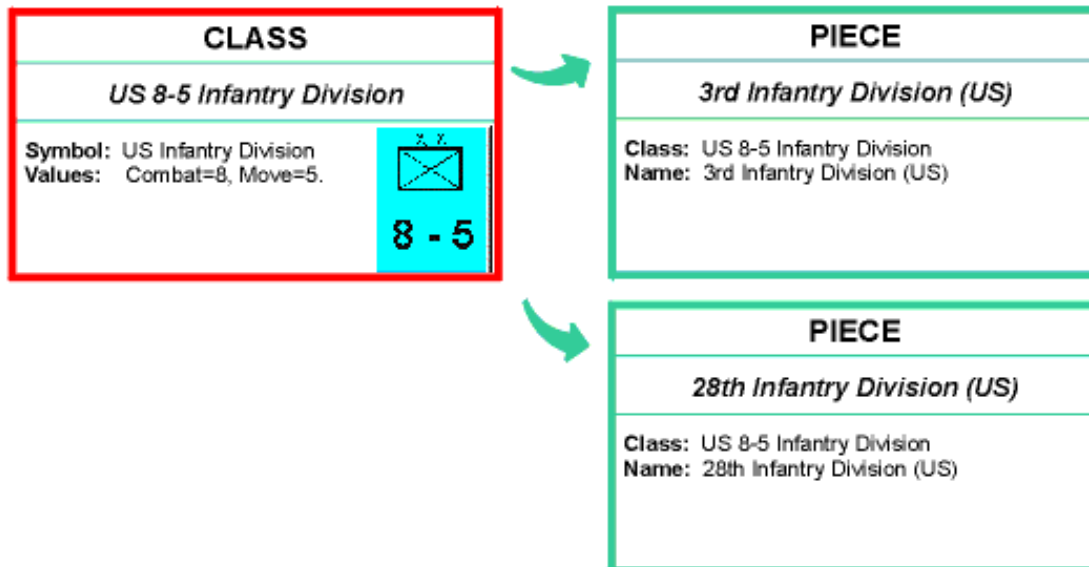 CLASS
US 8-5 Infantry Division
Symbol: US Infantry Division
Values: Combat=8, Move=5.
X X
8 - 5
PIECE
3rd Infantry Division (US)
Class: US 8-5 Infantry Division
Name: 3rd Infantry Division (US)
PIECE
28th Infantry Division (US)
Class: US 8-5 Infantry Division
Name: 28th Infantry Division (US)